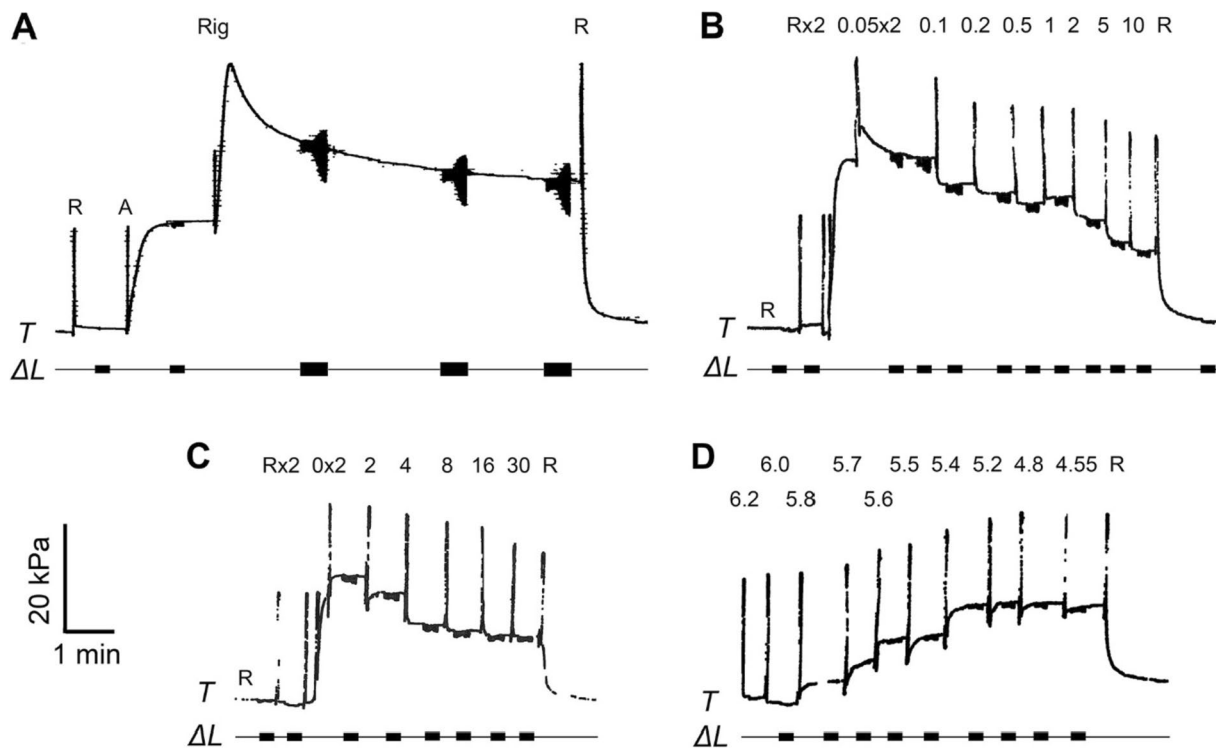 A
Rig
R
R
A
T
ΔL
B
Rx2 0.05x2 0.1 0.2 0.5 1 2 5 10 R
R
T
ΔL
C
Rx2 0x2 2 4 8 16 30 R
20 kPa
1 min
R
T
ΔL
D
6.0 5.7 5.5 5.4 5.2 4.8 4.55 R
6.2 5.8 5.6
T
ΔL